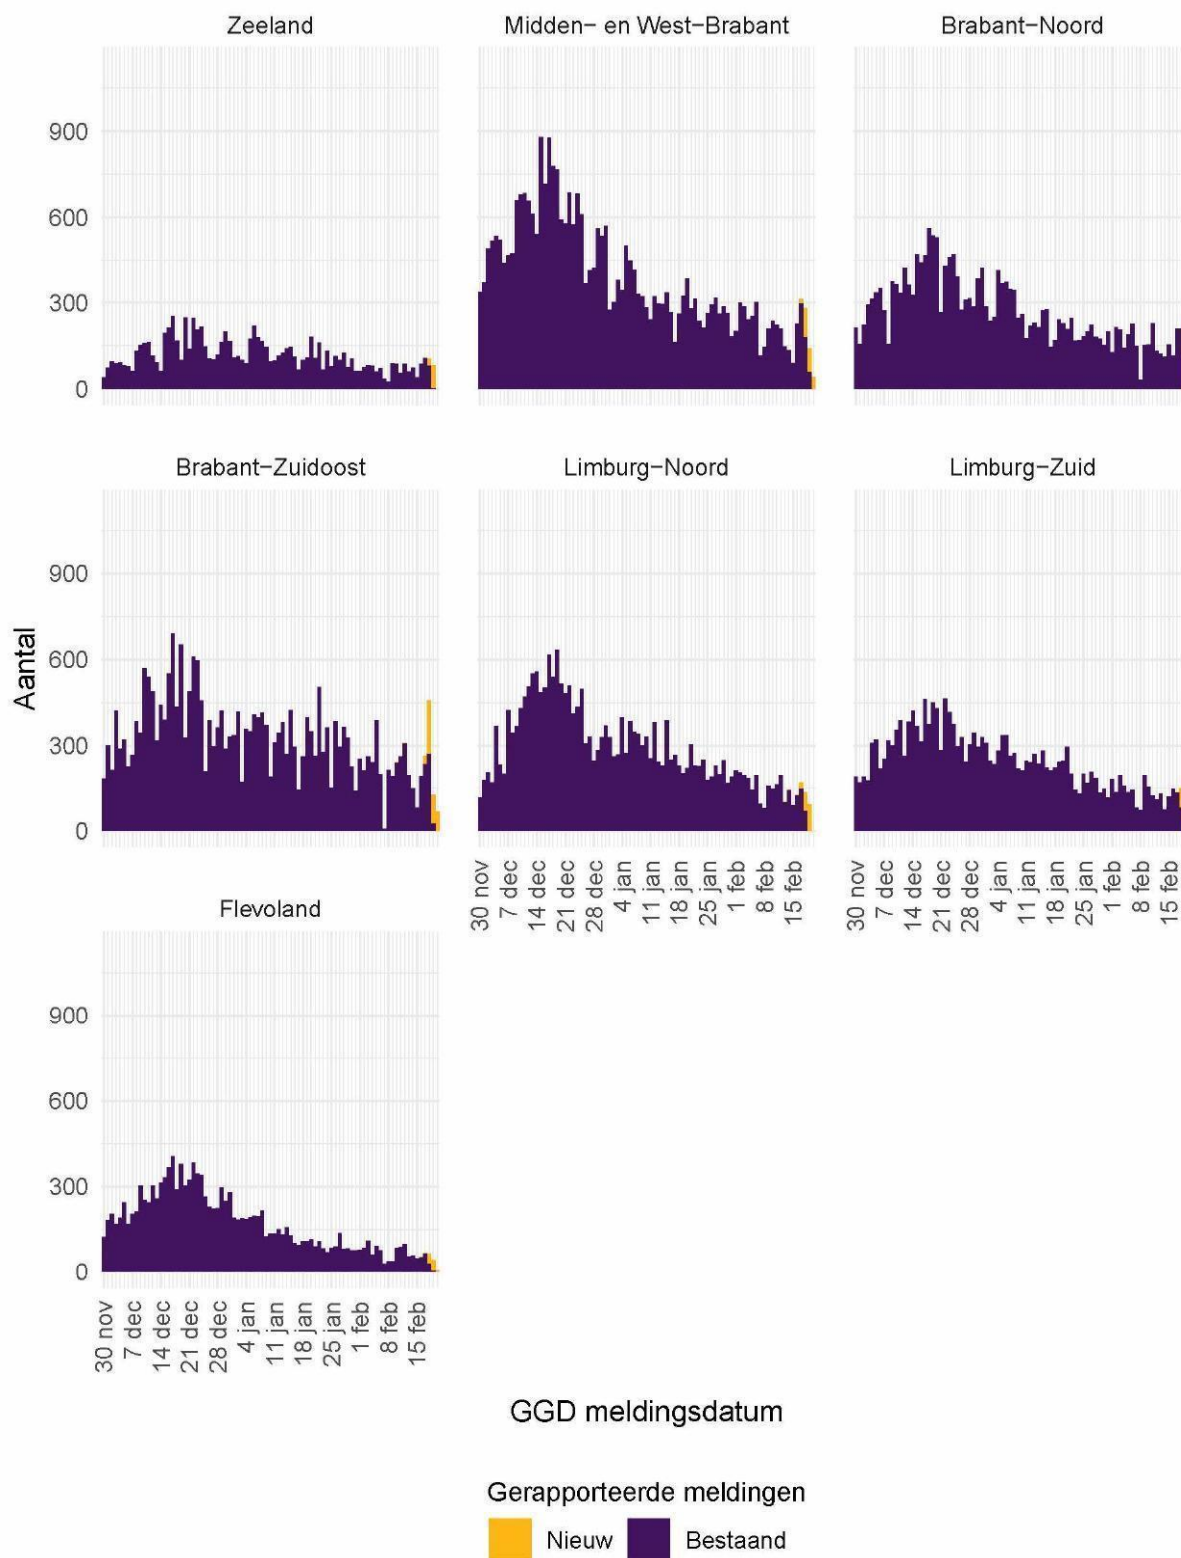 Zeeland
Midden- en West-Brabant
Brabant-Noord
900
600
300
0
Brabant-Zuidoost
Limburg-Noord
Limburg-Zuid
Aantal
900
600
300
0
30 nov
7 dec
14 dec
21 dec
28 dec
4 jan
11 jan
18 jan
25 jan
1 feb
8 feb
15 feb
30 nov
7 dec
14 dec
21 dec
28 dec
4 jan
11 jan
18 jan
25 jan
1 feb
8 feb
15 feb
Flevoland
900
600
300
0
30 nov
7 dec
14 dec
21 dec
28 dec
4 jan
11 jan
18 jan
25 jan
1 feb
8 feb
15 feb
GGD meldingsdatum
Gerapporteerde meldingen
Nieuw
Bestaand